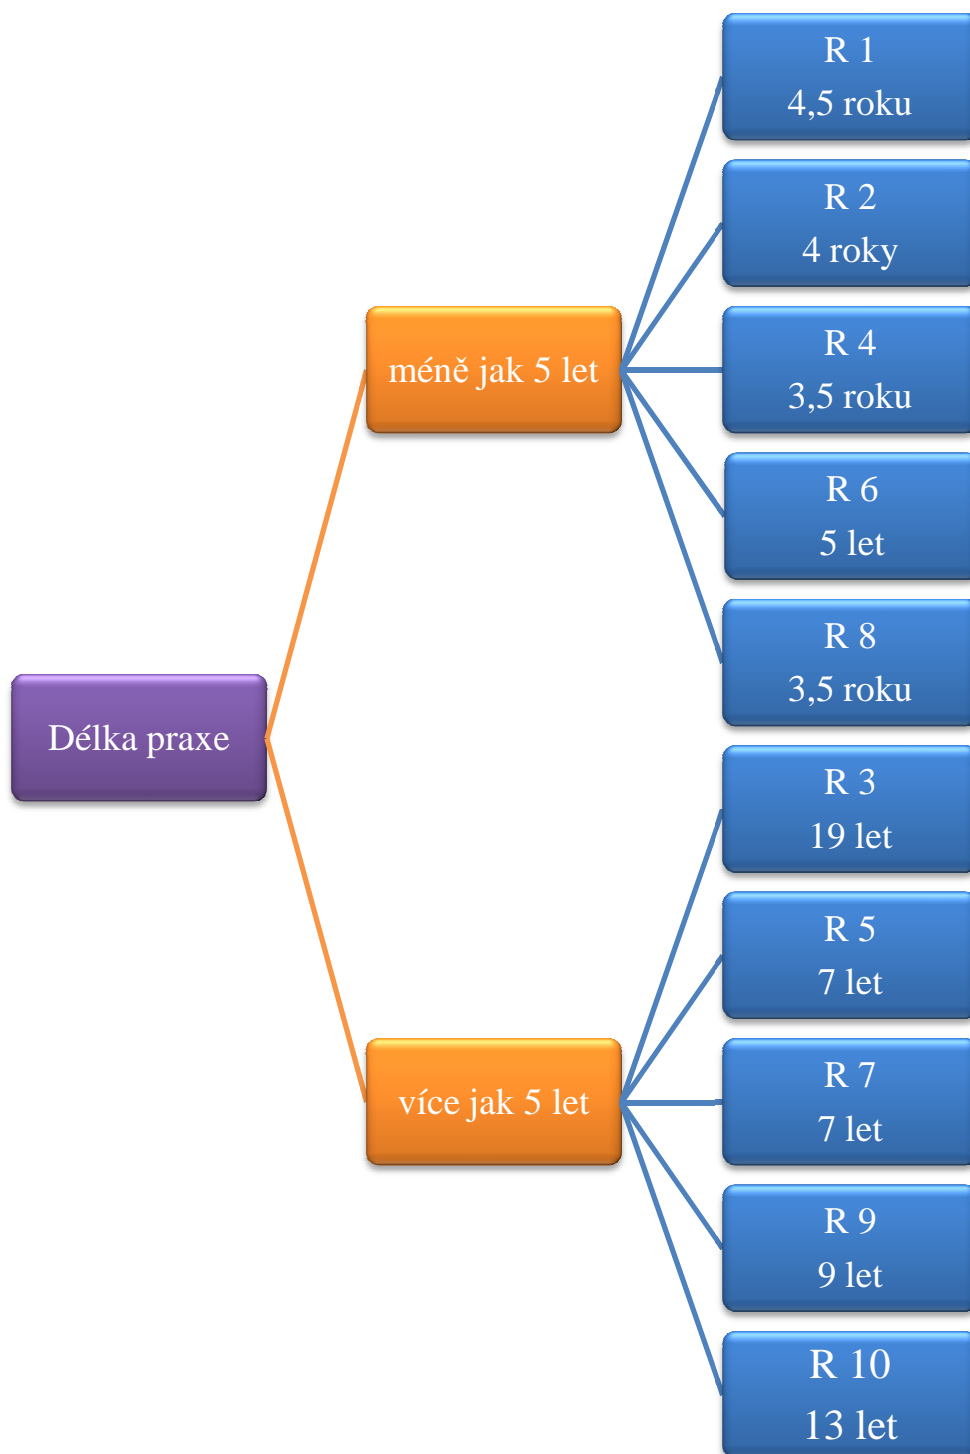 Délka praxe
méně jak 5 let
R 1
4,5 roku
R 2
4 roky
R 4
3,5 roku
R 6
5 let
R 8
3,5 roku
více jak 5 let
R 3
19 let
R 5
7 let
R 7
7 let
R 9
9 let
R 10
13 let